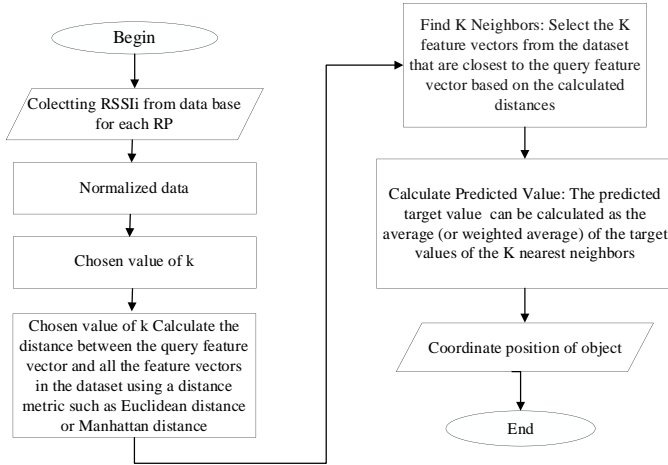 Begin
Colectting RSSIi from data base
for each RP
Normalized data
Chosen value of k
Chosen value of k Calculate the
distance between the query feature
vector and all the feature vectors
in the dataset using a distance
metric such as Euclidean distance
or Manhattan distance
Find K Neighbors: Select the K
feature vectors from the dataset
that are closest to the query feature
vector based on the calculated
distances
Calculate Predicted Value: The predicted
target value can be calculated as the
average (or weighted average) of the target
values of the K nearest neighbors
Coordinate position of object
End